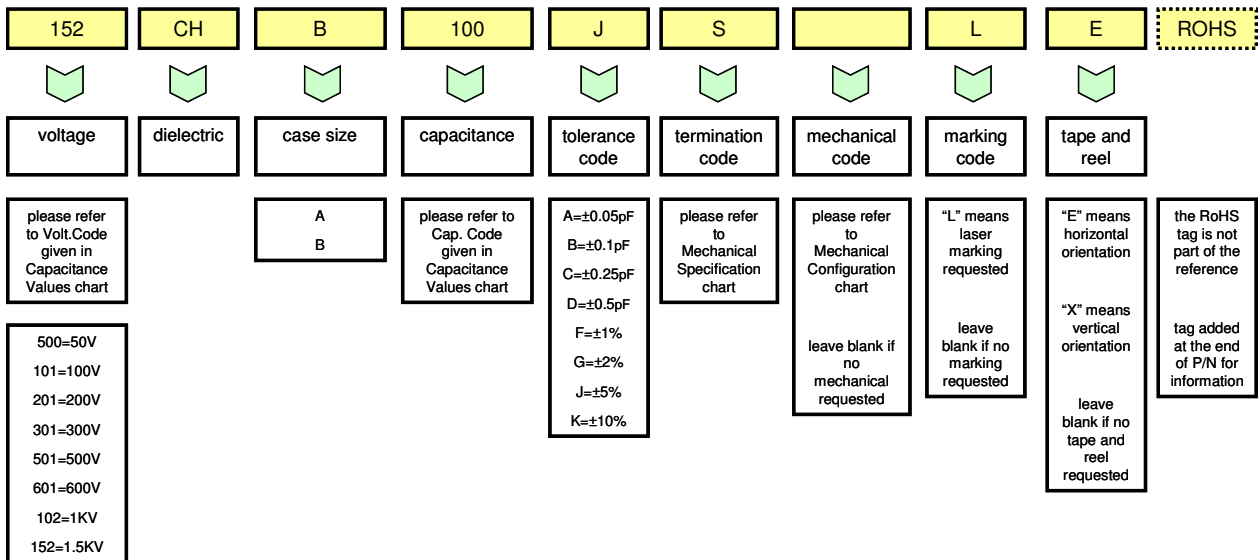 152
CH
B
100
J
S
L
E
ROHS
voltage
dielectric
case size
capacitance
tolerance
code
termination
code
mechanical
code
marking
code
tape and
reel
please refer
to Volt.Code
given in
Capacitance
Values chart
500=50V
101=100V
201=200V
301=300V
501=500V
601=600V
102=1KV
152=1.5KV
A
B
please refer to
Cap. Code
given in
Capacitance
Values chart
A=±0.05pF
B=±0.1pF
C=±0.25pF
D=±0.5pF
F=±1%
G=±2%
J=±5%
K=±10%
please refer
to
Mechanical
Specification
chart
please refer
to
Mechanical
Configuration
chart
leave blank if
no
mechanical
requested
“L” means
laser
marking
requested
leave
blank if no
marking
requested
“E” means
horizontal
orientation
“X” means
vertical
orientation
leave
blank if no
tape and
reel
requested
the RoHS
tag is not
part of the
reference
tag added
at the end
of P/N for
information